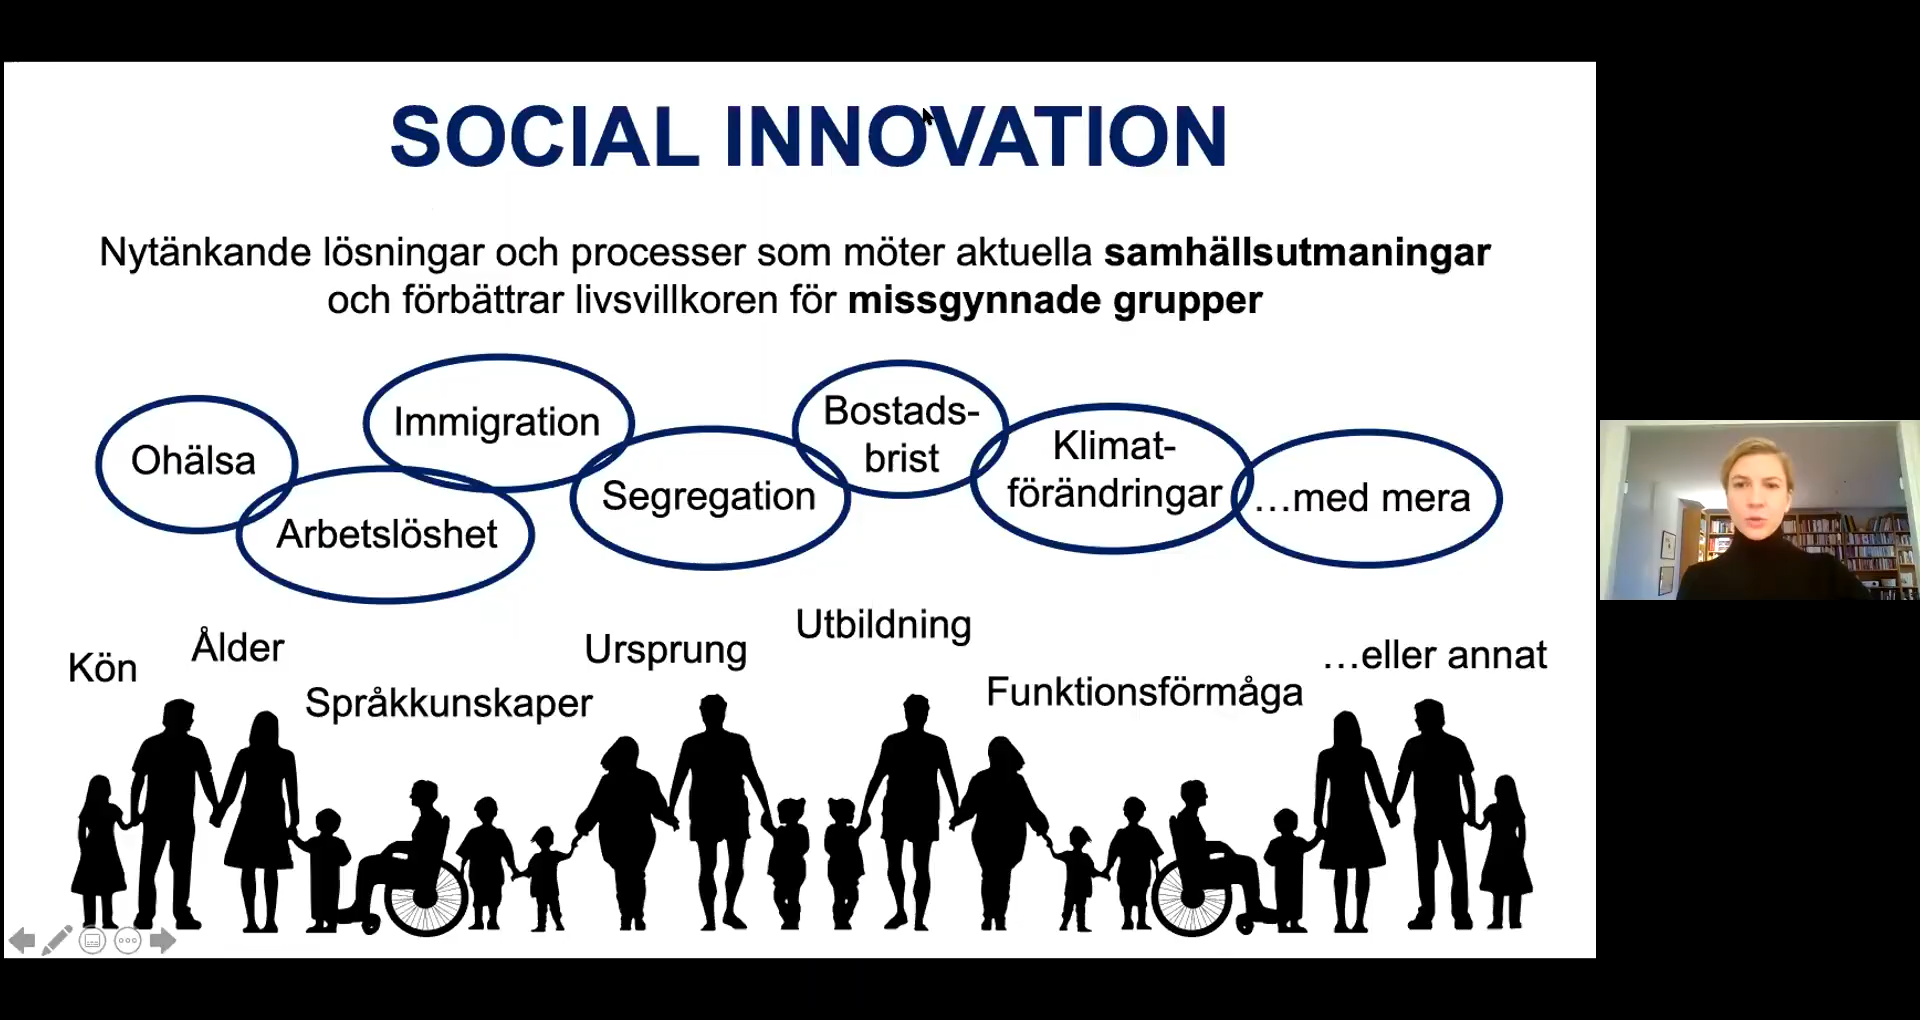 SOCIAL INNOVATION
Nytänkande lösningar och processer som möter aktuella samhällsutmaningar
och förbättrar livsvillkoren för missgynnade grupper
Ohälsa
Arbetslöshet
Immigration
Segregation
Bostads-
brist
Klimat-
förändringar
...med mera
Kön
Ålder
Språkkunskaper
Ursprung
Utbildning
Funktionsförmåga
...eller annat